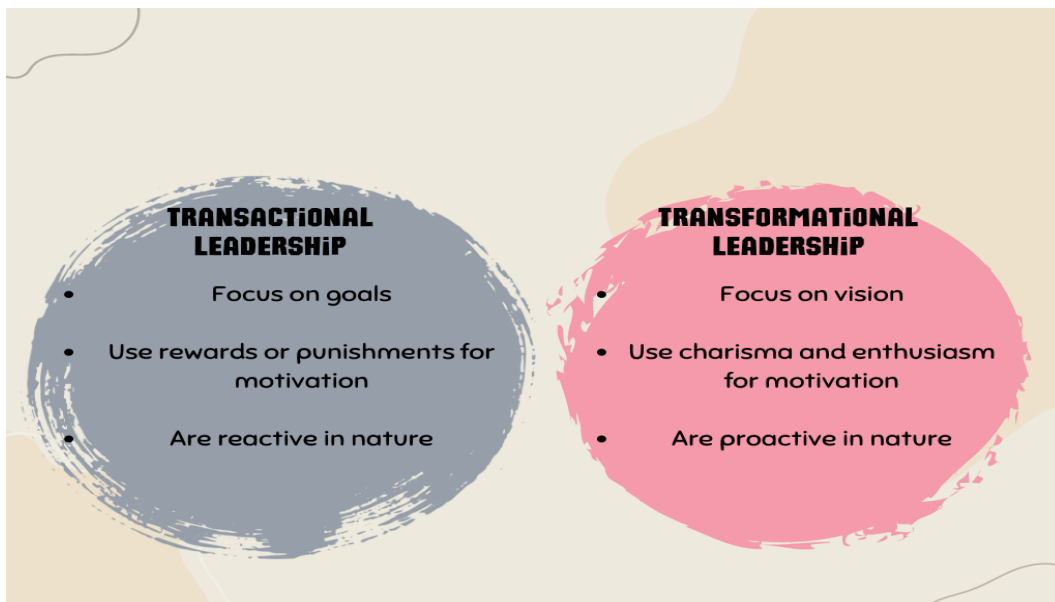 TRANSACTiONAL
LEADERSHiP
• Focus on goals
• Use rewards or punishments for
motivation
• Are reactive in nature
TRANSFORMATiONAL
LEADERSHiP
• Focus on vision
• Use charisma and enthusiasm
for motivation
• Are proactive in nature